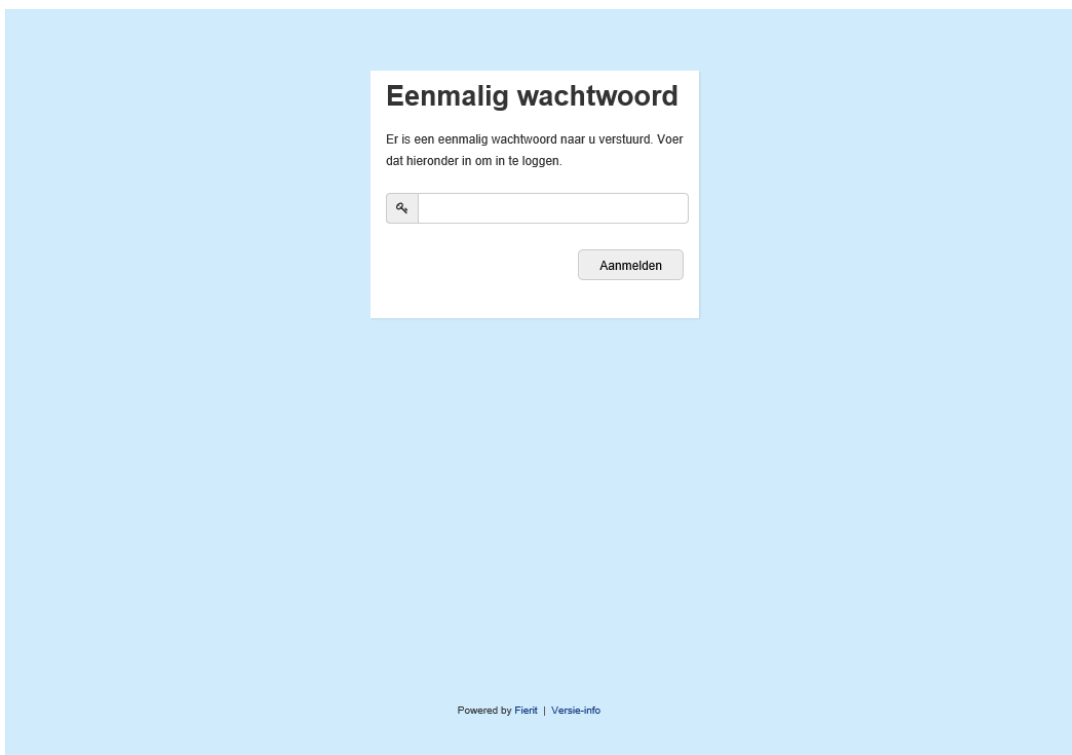 Eenmalig wachtwoord
Er is een eenmalig wachtwoord naar u verstuurd. Voer
dat hieronder in om in te loggen.
Aanmelden
Powered by Fierit | Versie-info